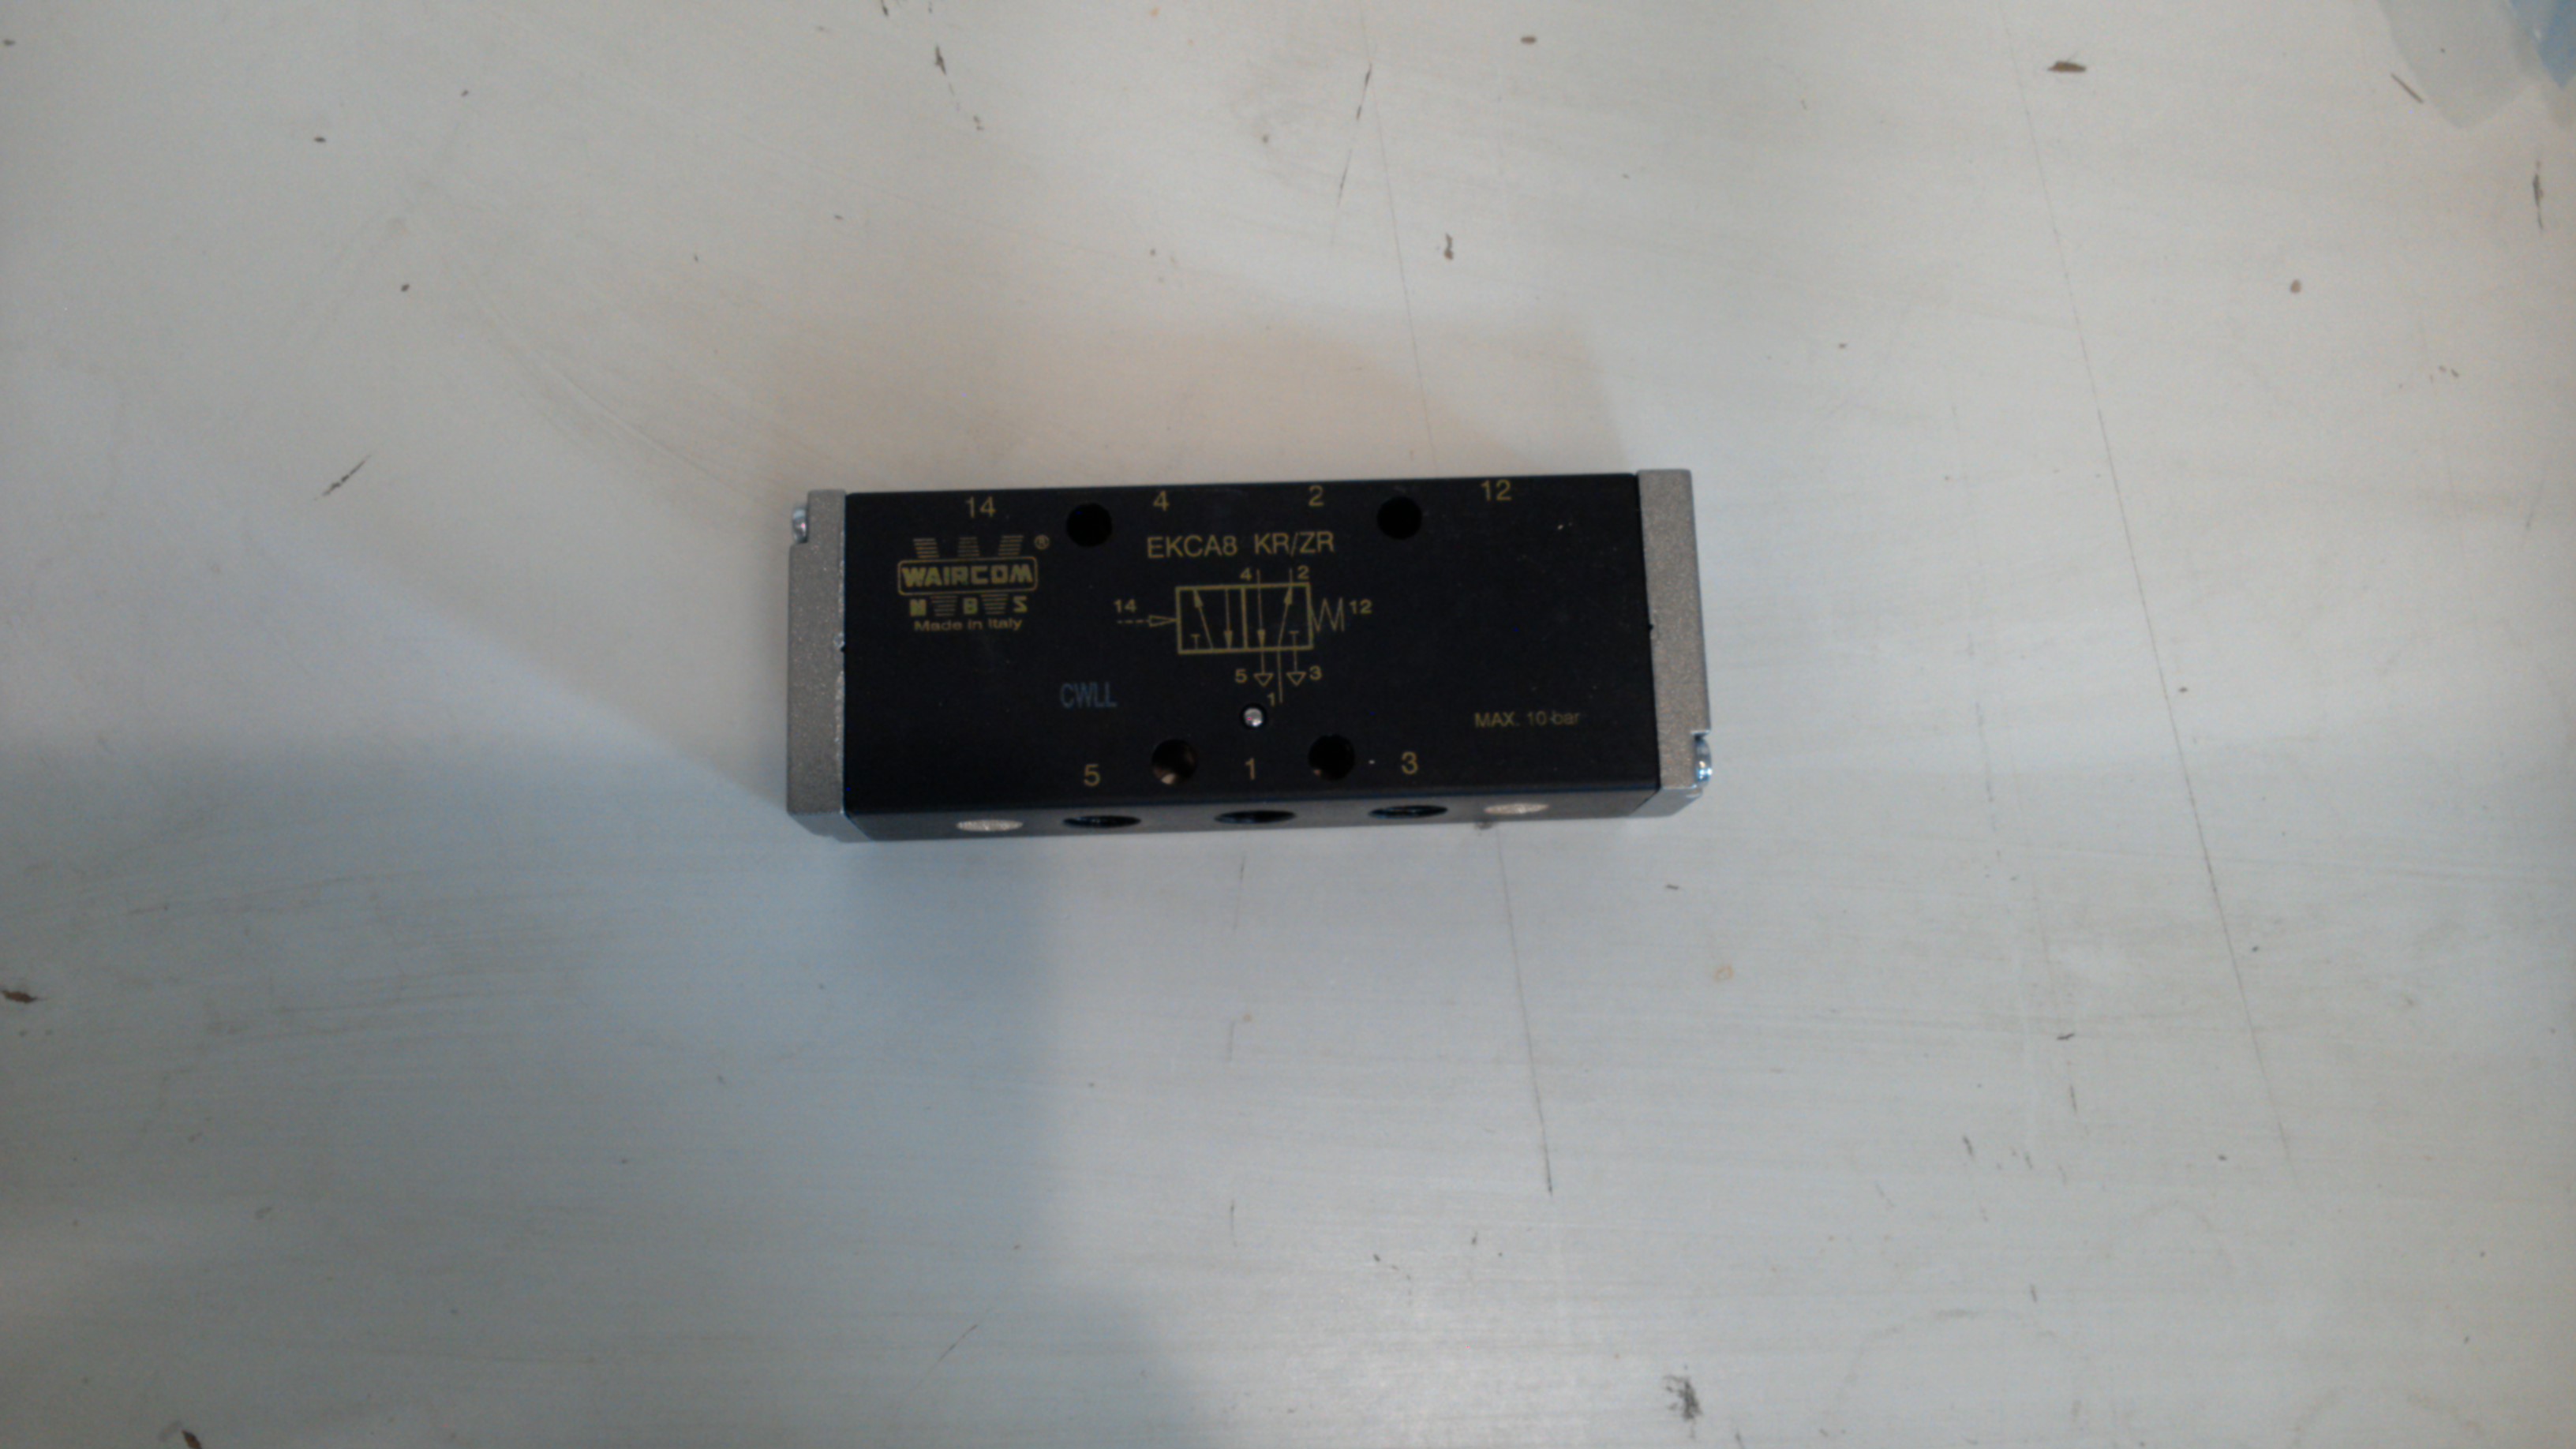 14 4 2 12
EKCA8 KR/ZR
®
WAIRCOM
M B S
Made in Italy
4 2
14 12
5 3
1
CWLL
MAX. 10 bar
5 1 3